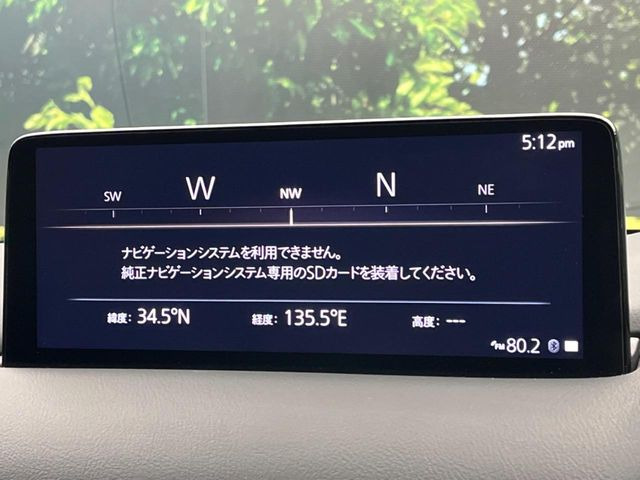 5:12pm
SW W NW N NE
ナビゲーションシステムを利用できません。
純正ナビゲーションシステム専用のSDカードを装着してください。
緯度: 34.5°N 経度: 135.5°E 高度: ---
FM 80.2